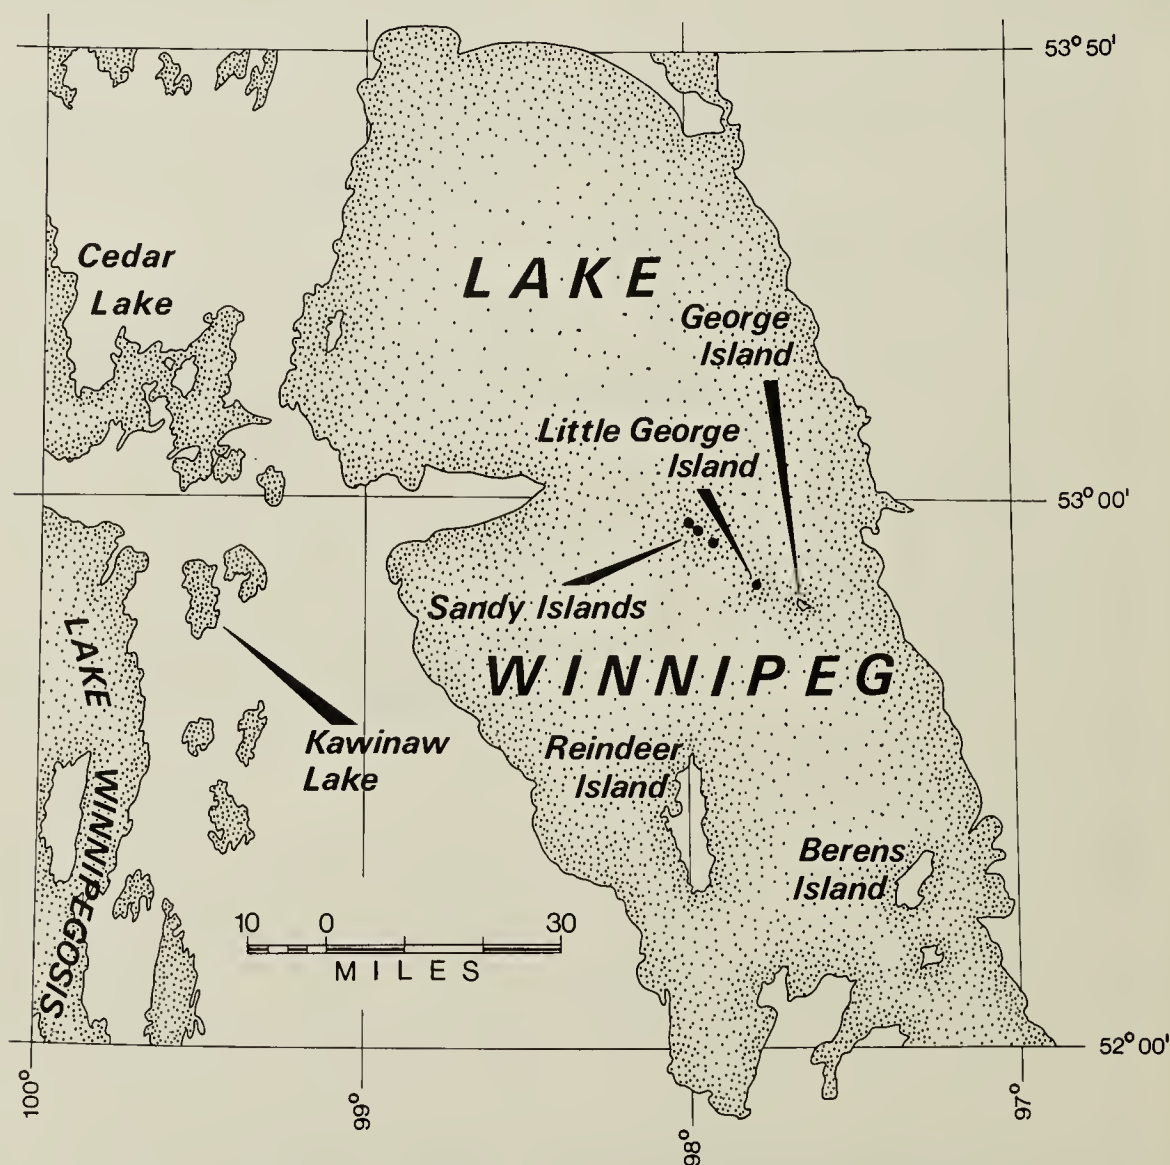 53° 50'
Cedar
Lake
LAKE
George
Island
Little George
Island
53° 00'
Sandy Islands
LAKE
WINNIPEG
Kawinaw
Lake
Reindeer
Island
WINNIPEGOSIS
Berens
Island
10 0 30
MILES
52° 00'
100°
99°
98°
97°